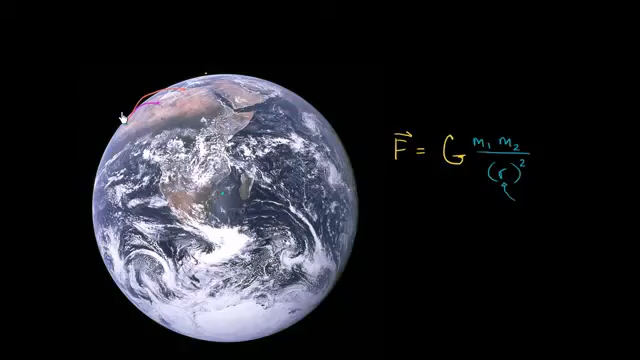 F⃗ = G m₁ m₂ / (r)²